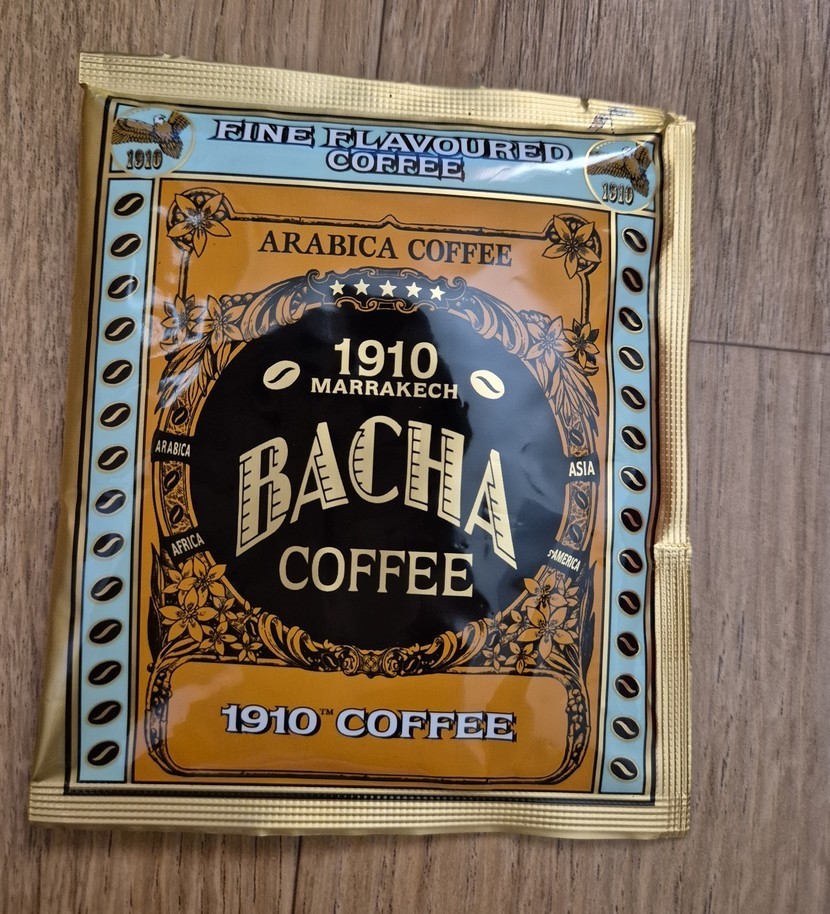 FINE FLAVOURED
COFFEE
1910
1910
ARABICA COFFEE
1910
MARRAKECH
BACHA
COFFEE
ARABICA
ASIA
AFRICA
S·AMERICA
1910™ COFFEE